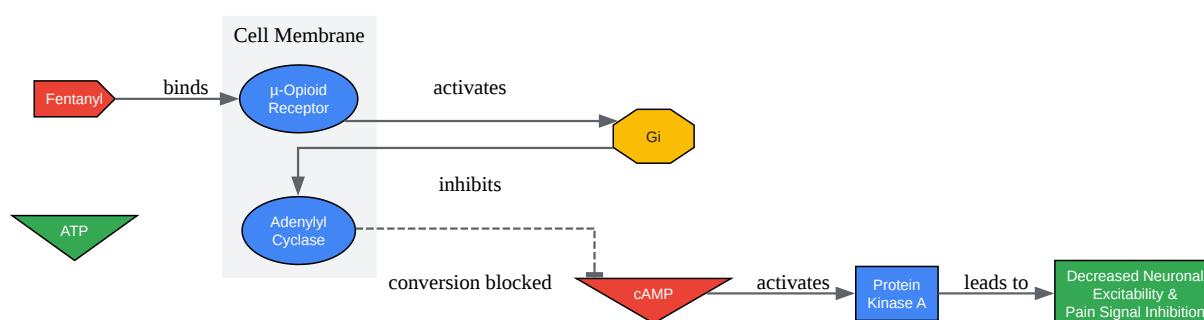 Cell Membrane
Fentanyl
binds
µ-Opioid
Receptor
activates
Gi
inhibits
ATP
Adenylyl
Cyclase
conversion blocked
cAMP
activates
Protein
Kinase A
leads to
Decreased Neuronal
Excitability &
Pain Signal Inhibition